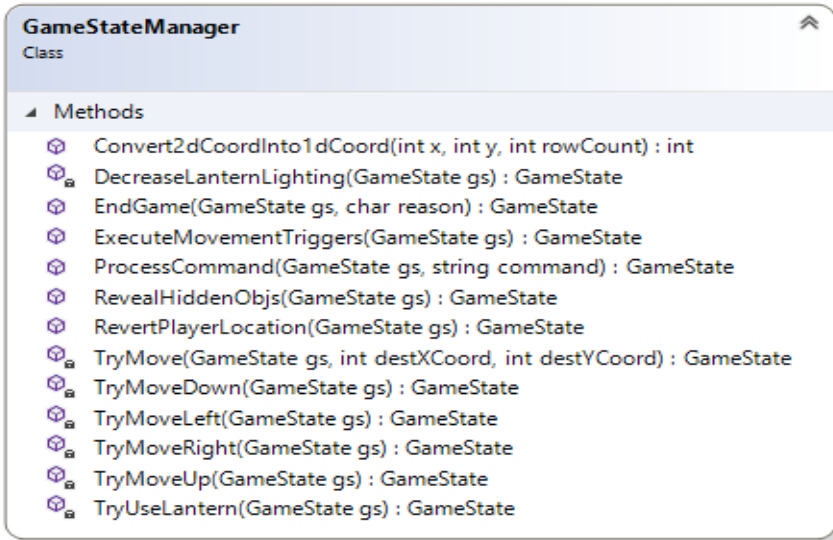 GameStateManager
Class
Methods
Convert2dCoordInto1dCoord(int x, int y, int rowCount) : int
DecreaseLanternLighting(GameState gs) : GameState
EndGame(GameState gs, char reason) : GameState
ExecuteMovementTriggers(GameState gs) : GameState
ProcessCommand(GameState gs, string command) : GameState
RevealHiddenObjs(GameState gs) : GameState
RevertPlayerLocation(GameState gs) : GameState
TryMove(GameState gs, int destXCoord, int destYCoord) : GameState
TryMoveDown(GameState gs) : GameState
TryMoveLeft(GameState gs) : GameState
TryMoveRight(GameState gs) : GameState
TryMoveUp(GameState gs) : GameState
TryUseLantern(GameState gs) : GameState